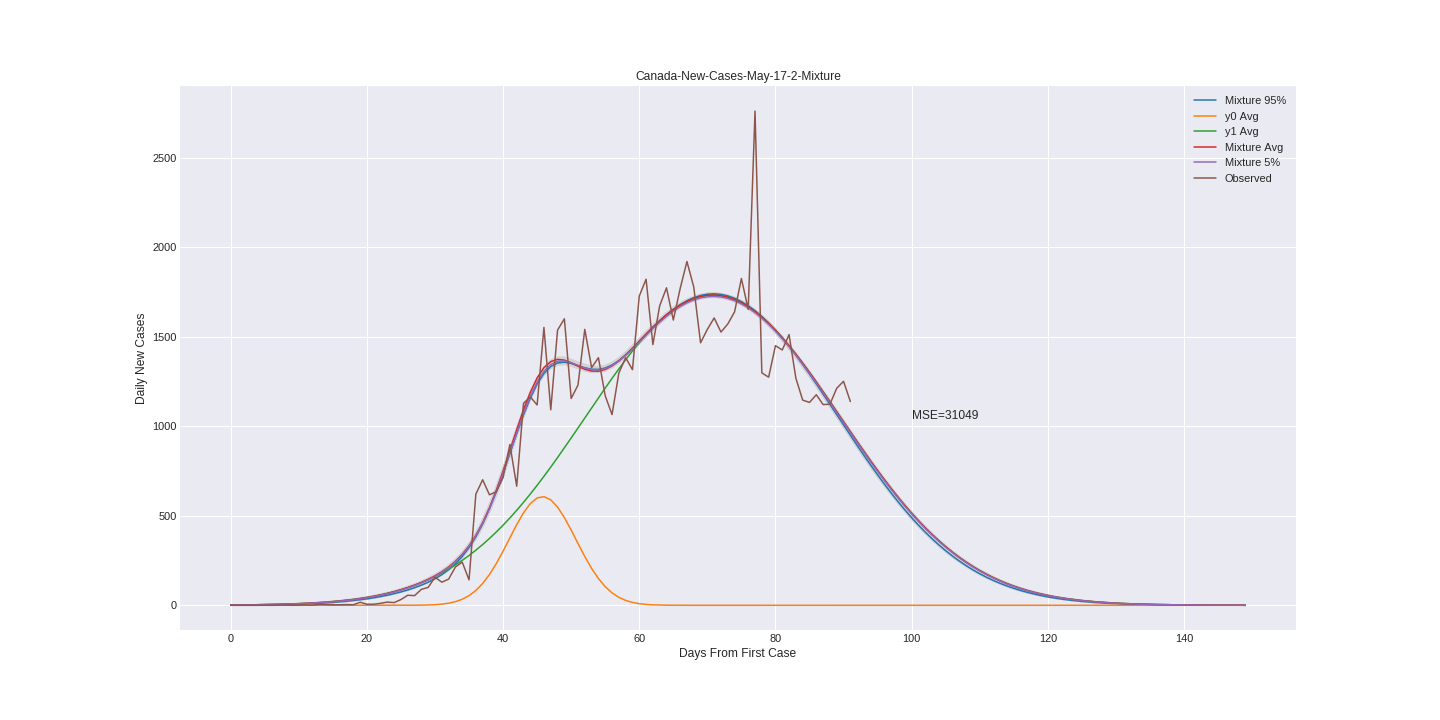 Canada-New-Cases-May-17-2-Mixture
Mixture 95%
y0 Avg
y1 Avg
Mixture Avg
Mixture 5%
Observed
Daily New Cases
2500
2000
1500
1000
500
0
MSE=31049
0 20 40 60 80 100 120 140
Days From First Case